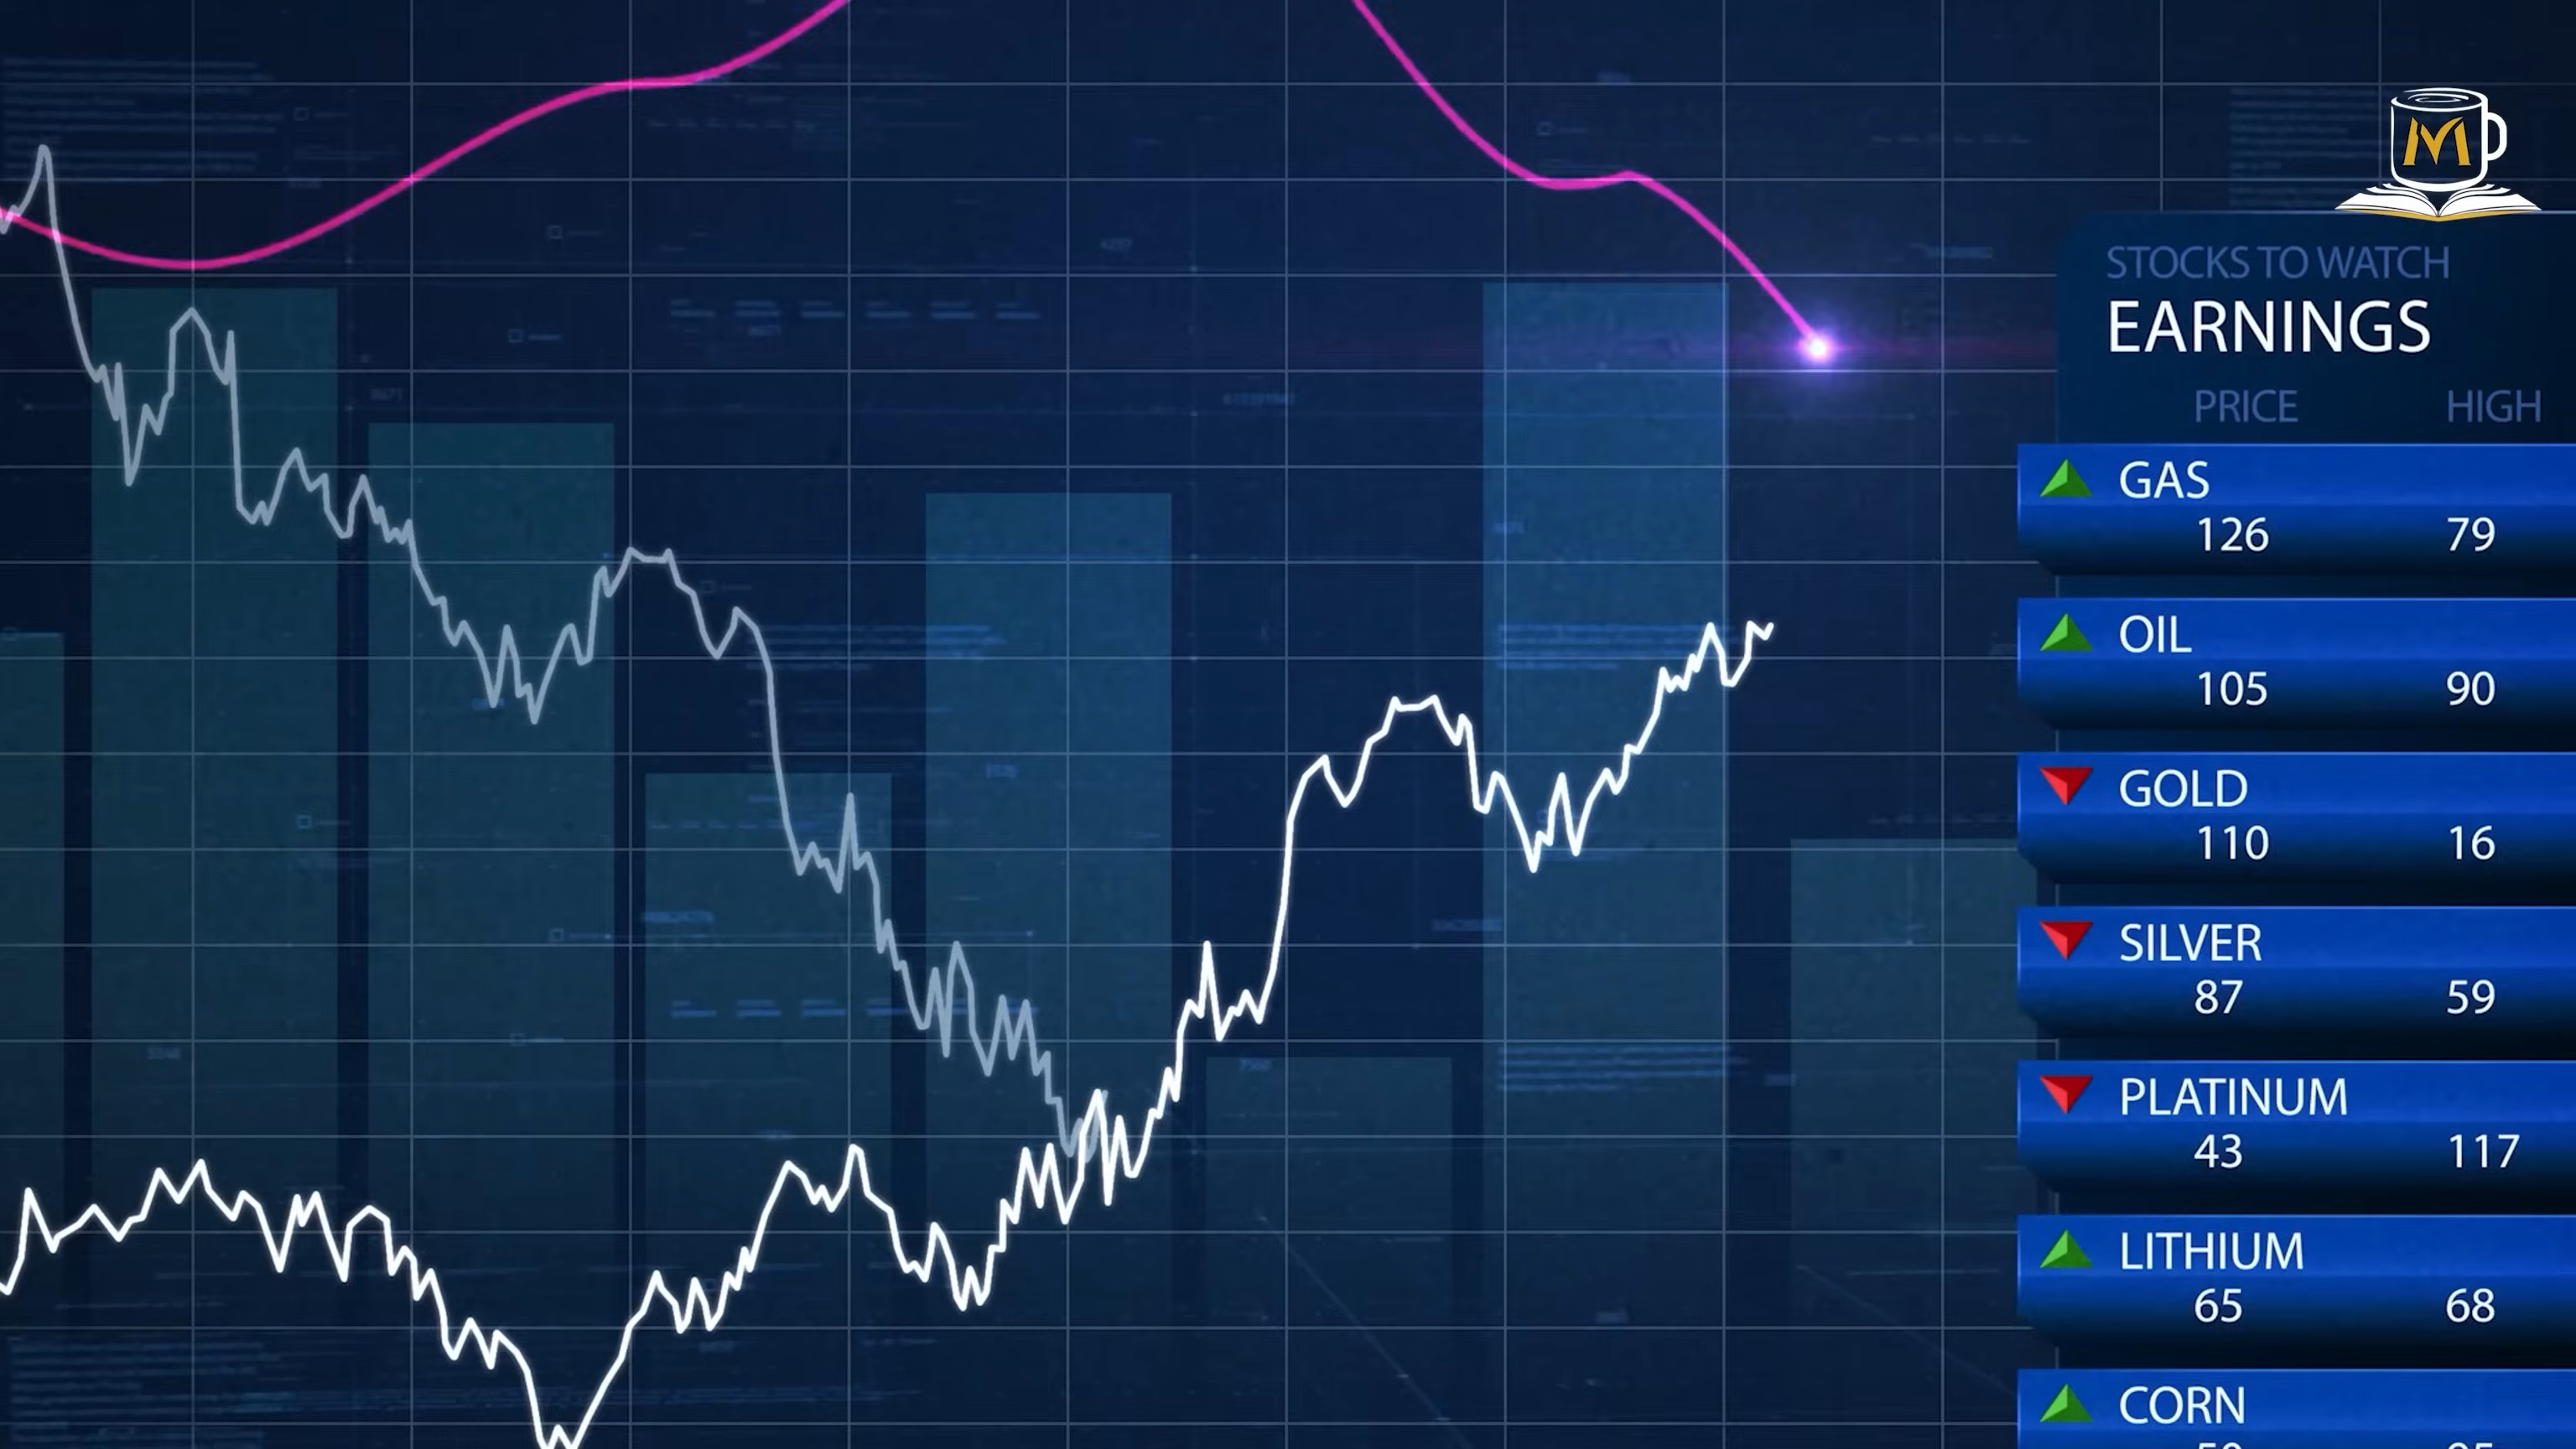 M
STOCKS TO WATCH
EARNINGS
PRICE HIGH
GAS
126 79
OIL
105 90
GOLD
110 16
SILVER
87 59
PLATINUM
43 117
LITHIUM
65 68
CORN